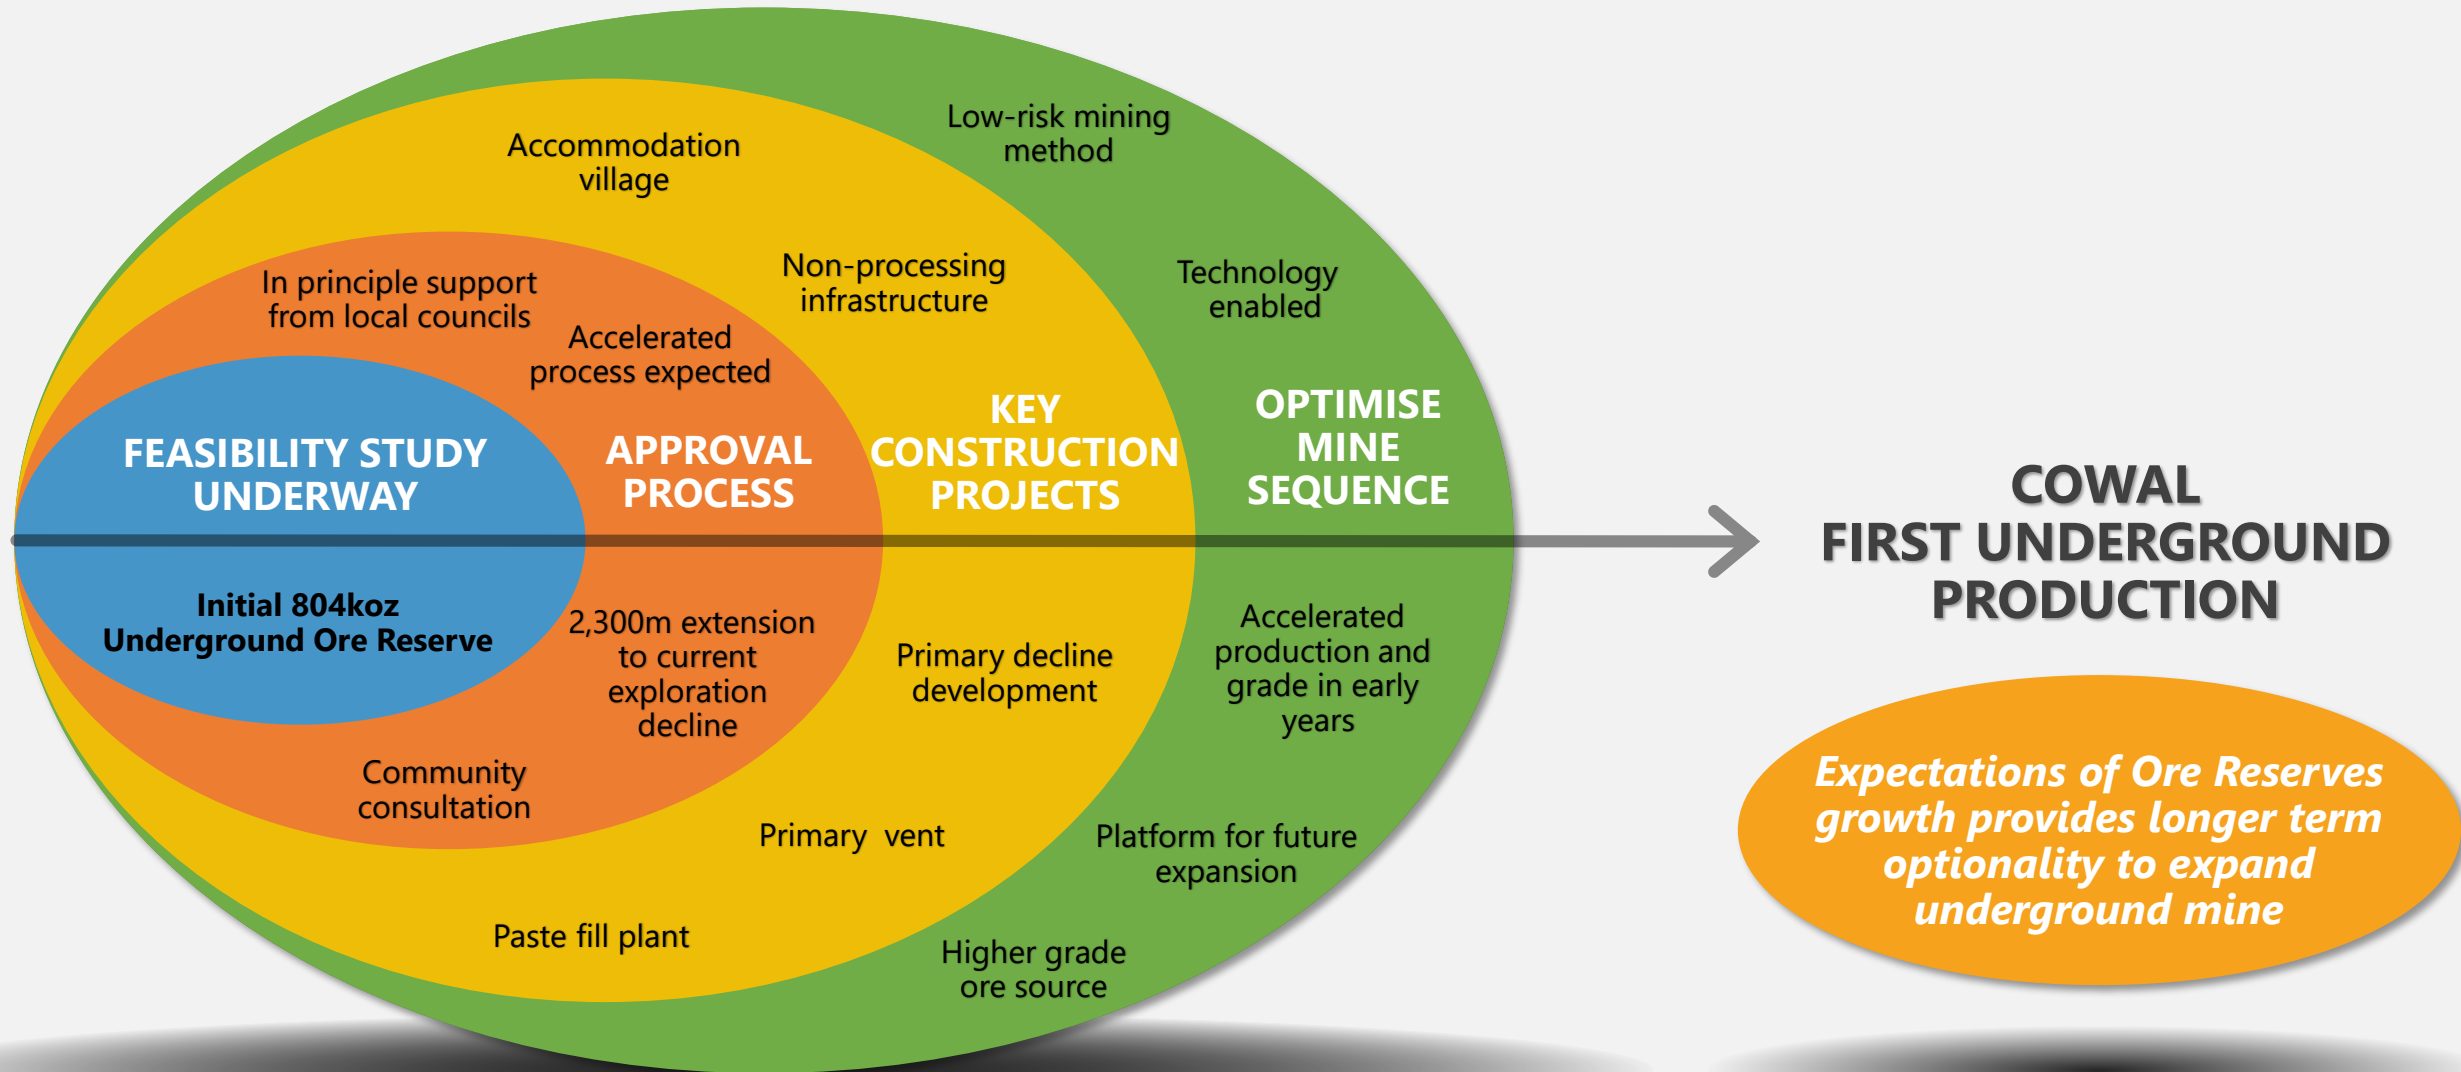 Low-risk mining
method
Accommodation
village
Non-processing
infrastructure
Technology
enabled
In principle support
from local councils
Accelerated
process expected
FEASIBILITY STUDY
UNDERWAY
APPROVAL
PROCESS
KEY
CONSTRUCTION
PROJECTS
OPTIMISE
MINE
SEQUENCE
COWAL
FIRST UNDERGROUND
PRODUCTION
Initial 804koz
Underground Ore Reserve
2,300m extension
to current
exploration
decline
Primary decline
development
Accelerated
production and
grade in early
years
Community
consultation
Primary vent
Platform for future
expansion
Paste fill plant
Higher grade
ore source
Expectations of Ore Reserves
growth provides longer term
optionality to expand
underground mine